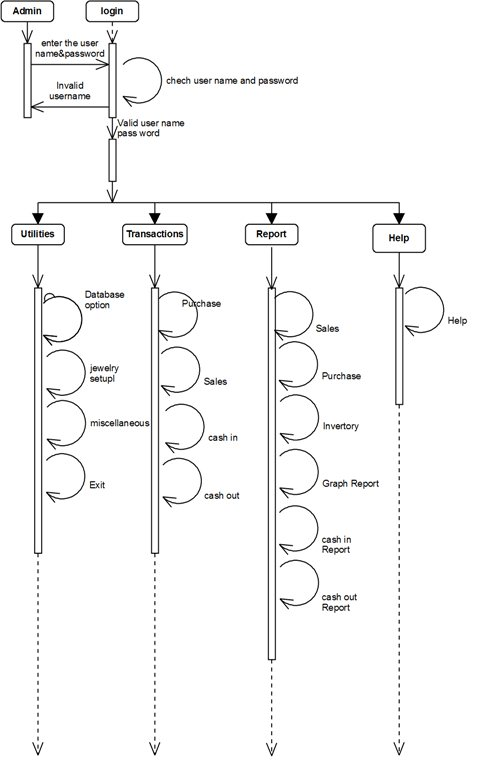 Admin
login
enter the user
name&password
chech user name and password
Invalid
username
Valid user name
pass word
Utilities
Transactions
Report
Help
Database
option
jewelry
setupl
miscellaneous
Exit
Purchase
Sales
cash in
cash out
Sales
Purchase
Invertory
Graph Report
cash in
Report
cash out
Report
Help